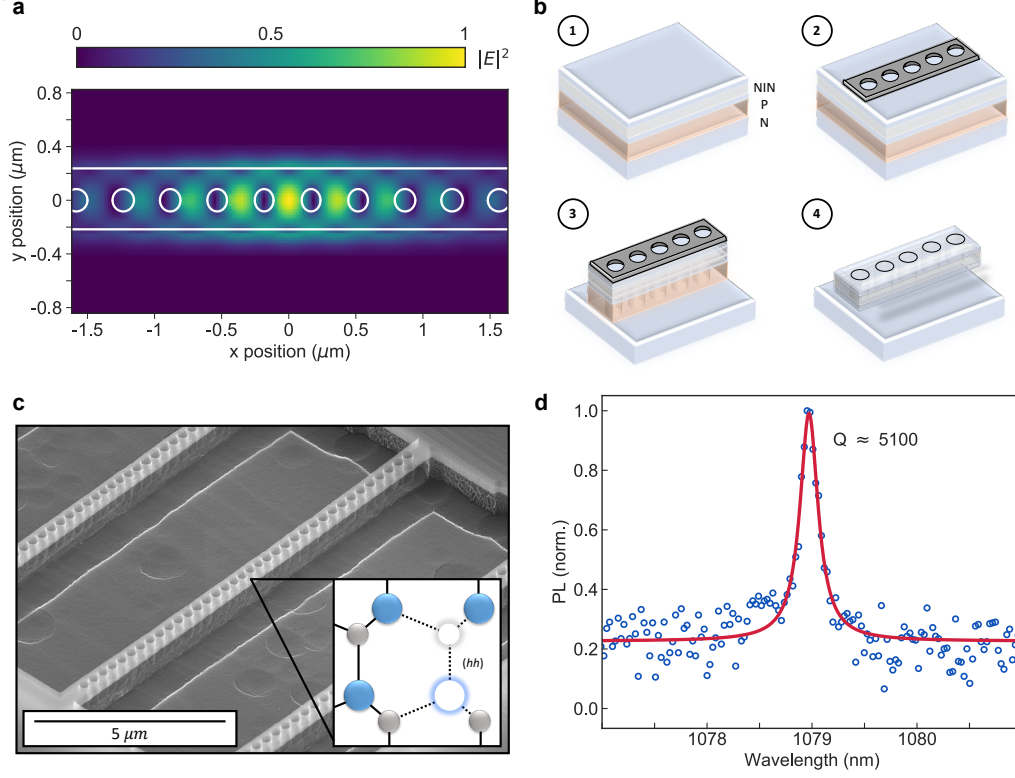 a
0 0.5 1
|E|²
0.8
0.4
0
-0.4
-0.8
y position (μm)
-1.5 -1 -0.5 0 0.5 1 1.5
x position (μm)
b
1
2
NIN
P
N
3
4
c
(hh)
5 μm
d
Q ≈ 5100
1.0
0.8
0.6
0.4
0.2
0.0
PL (norm.)
1078 1079 1080
Wavelength (nm)